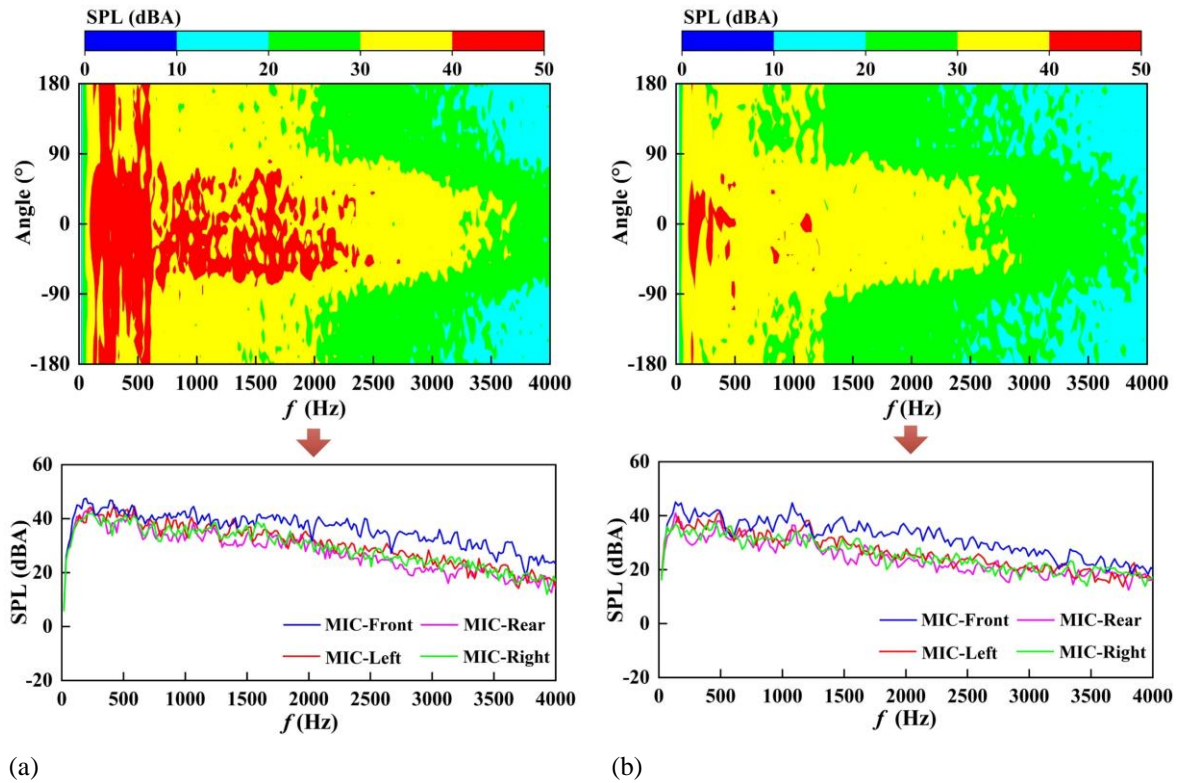 SPL (dBA)
0 10 20 30 40 50
180
90
0
-90
-180
Angle (°)
0 500 1000 1500 2000 2500 3000 3500 4000
f (Hz)
60
40
20
0
-20
SPL (dBA)
MIC-Front MIC-Rear
MIC-Left MIC-Right
0 500 1000 1500 2000 2500 3000 3500 4000
f (Hz)
(a)
SPL (dBA)
0 10 20 30 40 50
180
90
0
-90
-180
Angle (°)
0 500 1000 1500 2000 2500 3000 3500 4000
f (Hz)
60
40
20
0
-20
SPL (dBA)
MIC-Front MIC-Rear
MIC-Left MIC-Right
0 500 1000 1500 2000 2500 3000 3500 4000
f (Hz)
(b)